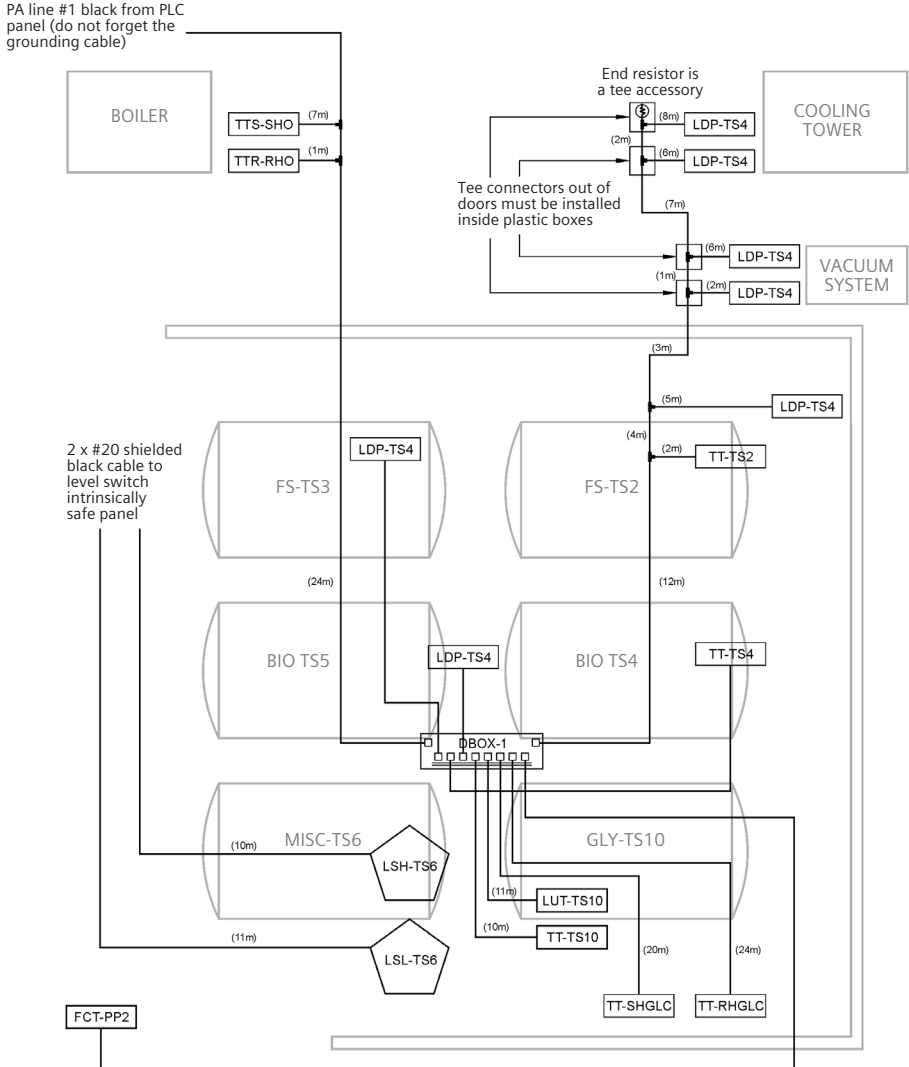 PA line #1 black from PLC
panel (do not forget the
grounding cable)
BOILER
TTS-SHO
(7m)
TTR-RHO
(1m)
End resistor is
a tee accessory
(8m)
LDP-TS4
(2m)
(6m)
LDP-TS4
COOLING
TOWER
Tee connectors out of
doors must be installed
inside plastic boxes
(7m)
(6m)
LDP-TS4
(1m)
(2m)
LDP-TS4
VACUUM
SYSTEM
(3m)
(5m)
LDP-TS4
(4m)
(2m)
TT-TS2
2 x #20 shielded
black cable to
level switch
intrinsically
safe panel
LDP-TS4
FS-TS3
FS-TS2
(24m)
(12m)
BIO TS5
LDP-TS4
BIO TS4
TT-TS4
DBOX-1
MISC-TS6
GLY-TS10
(10m)
LSH-TS6
(11m)
LUT-TS10
(10m)
TT-TS10
(11m)
LSL-TS6
(20m)
(24m)
TT-SHGLC
TT-RHGLC
FCT-PP2